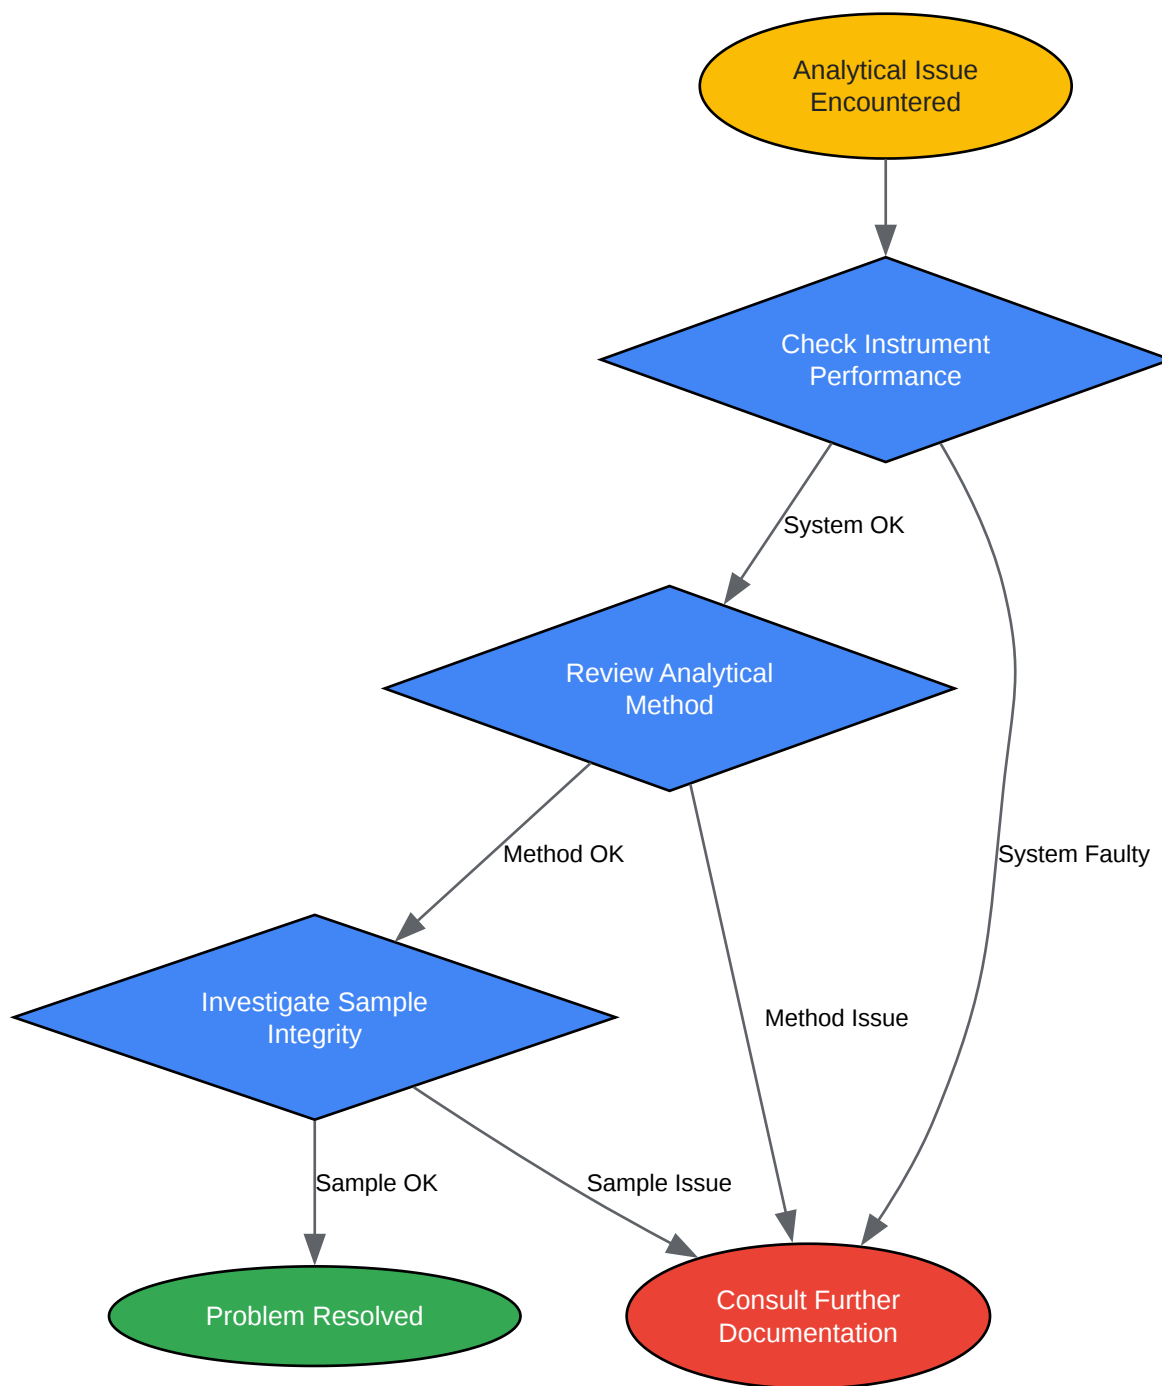 Analytical Issue
Encountered
Check Instrument
Performance
System OK
Review Analytical
Method
Method OK
System Faulty
Investigate Sample
Integrity
Method Issue
Sample OK
Sample Issue
Problem Resolved
Consult Further
Documentation